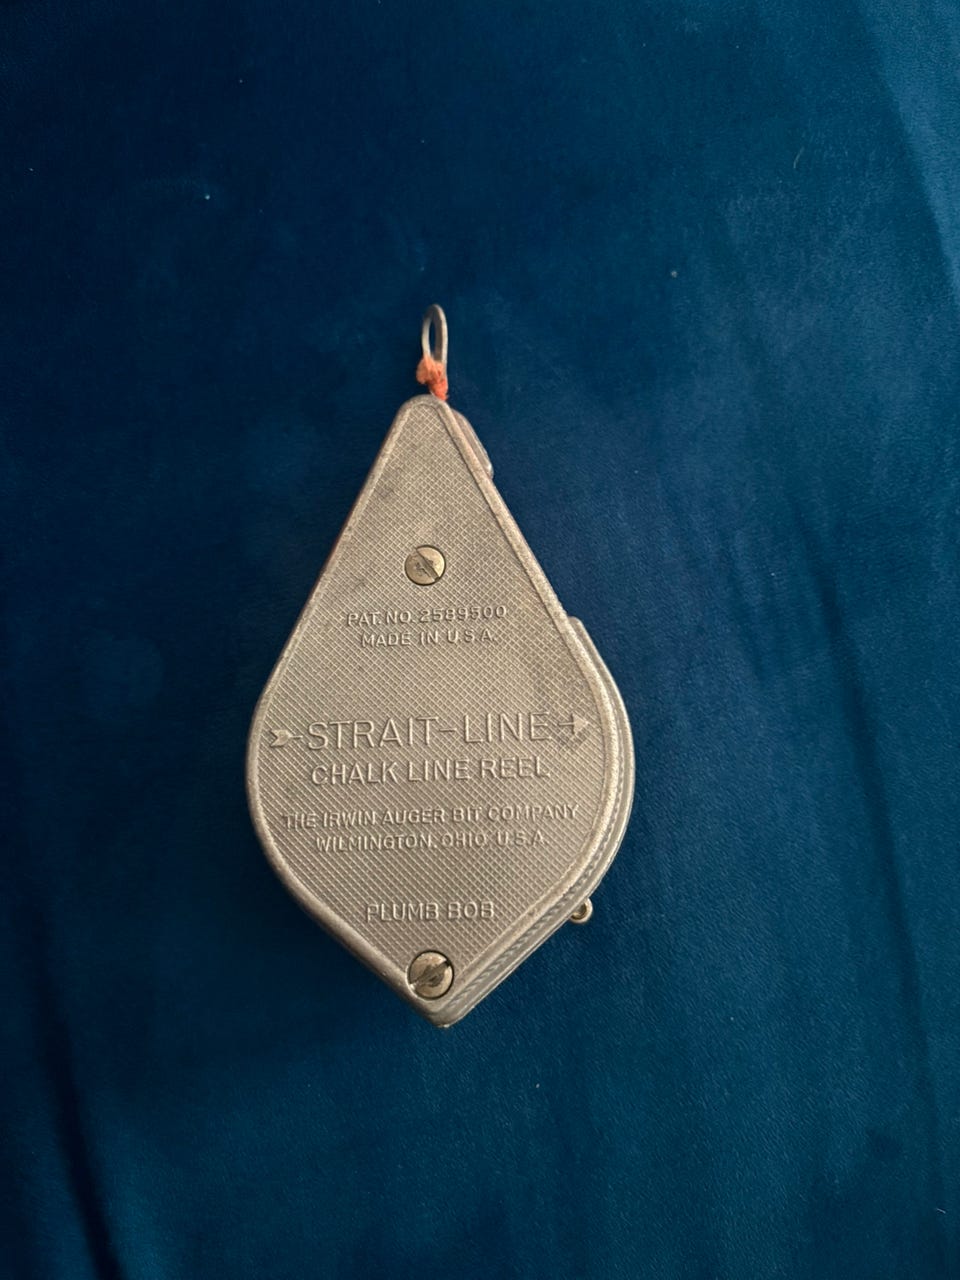 PAT. NO. 2589500
MADE IN U.S.A.
STRAIT-LINE
CHALK LINE REEL
THE IRWIN AUGER BIT COMPANY
WILMINGTON, OHIO U.S.A.
PLUMB BOB